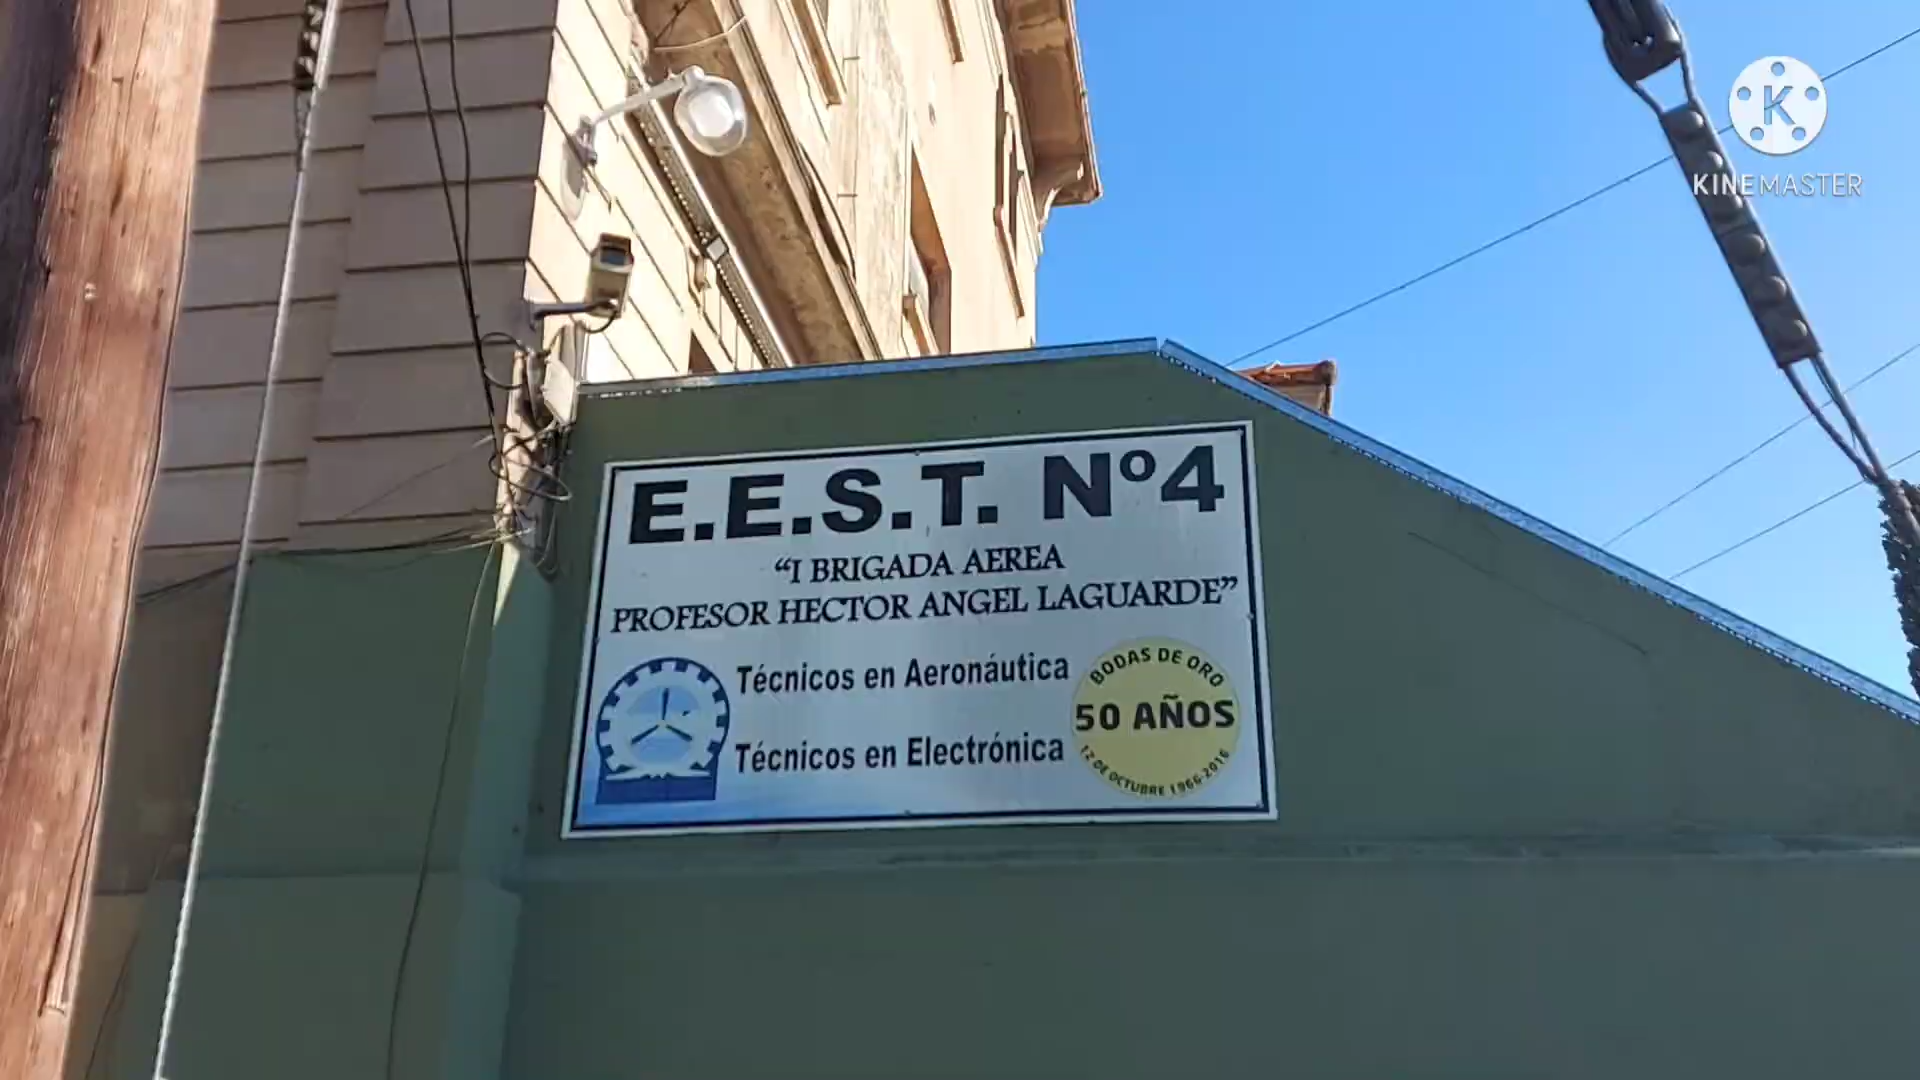 K
KINEMASTER
E.E.S.T. Nº4
“I BRIGADA AEREA
PROFESOR HECTOR ANGEL LAGUARDE”
Técnicos en Aeronáutica
Técnicos en Electrónica
BODAS DE ORO
50 AÑOS
12 DE OCTUBRE 1966-2016